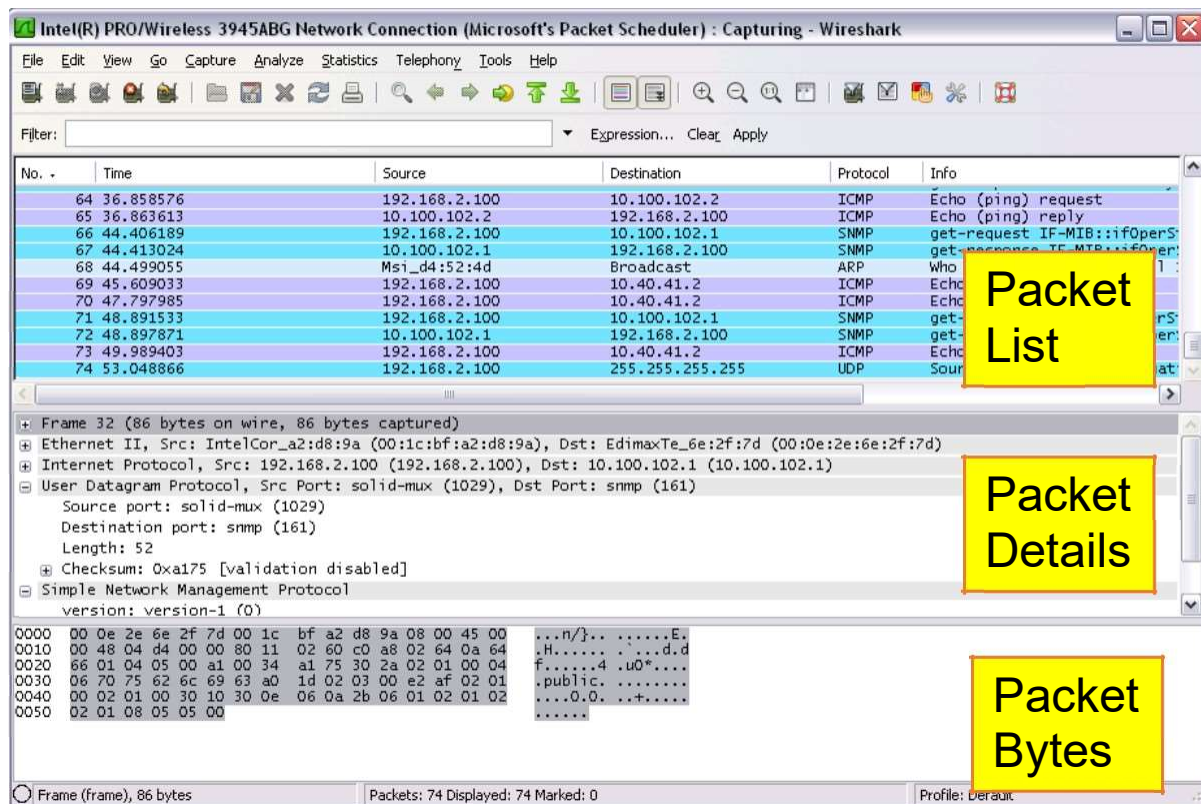 Intel(R) PRO/Wireless 3945ABG Network Connection (Microsoft's Packet Scheduler) : Capturing - Wireshark
File Edit View Go Capture Analyze Statistics Telephony Tools Help
Filter: Expression... Clear Apply
No. Time Source Destination Protocol Info
64 36.858576 192.168.2.100 10.100.102.2 ICMP Echo (ping) request
65 36.863613 10.100.102.2 192.168.2.100 ICMP Echo (ping) reply
66 44.406189 192.168.2.100 10.100.102.1 SNMP get-request IF-MIB::ifOperS
67 44.413024 10.100.102.1 192.168.2.100 SNMP get-response IF-MIB::ifOper
68 44.499055 Msi_d4:52:4d Broadcast ARP Who
69 45.609033 192.168.2.100 10.40.41.2 ICMP Echo
70 47.797985 192.168.2.100 10.40.41.2 ICMP Echo
71 48.891533 192.168.2.100 10.100.102.1 SNMP get-
72 48.897871 10.100.102.1 192.168.2.100 SNMP get-
73 49.989403 192.168.2.100 10.40.41.2 ICMP Echo
74 53.048866 192.168.2.100 255.255.255.255 UDP Sour
Packet
List
Frame 32 (86 bytes on wire, 86 bytes captured)
Ethernet II, Src: IntelCor_a2:d8:9a (00:1c:bf:a2:d8:9a), Dst: EdimaxTe_6e:2f:7d (00:0e:2e:6e:2f:7d)
Internet Protocol, Src: 192.168.2.100 (192.168.2.100), Dst: 10.100.102.1 (10.100.102.1)
User Datagram Protocol, Src Port: solid-mux (1029), Dst Port: snmp (161)
Source port: solid-mux (1029)
Destination port: snmp (161)
Length: 52
Checksum: 0xa175 [validation disabled]
Simple Network Management Protocol
version: version-1 (0)
Packet
Details
0000 00 0e 2e 6e 2f 7d 00 1c bf a2 d8 9a 08 00 45 00 ...n/}.. ......E.
0010 00 48 04 d4 00 00 80 11 02 60 c0 a8 02 64 0a 64 .H...... .`...d.d
0020 66 01 04 05 00 a1 00 34 a1 75 30 2a 02 01 00 04 f......4 .u0*....
0030 06 70 75 62 6c 69 63 a0 1d 02 03 00 e2 af 02 01 .public. ........
0040 00 02 01 00 30 10 30 0e 06 0a 2b 06 01 02 01 02 ....0.0. ..+.....
0050 02 01 08 05 05 00 ......
Packet
Bytes
Frame (frame), 86 bytes Packets: 74 Displayed: 74 Marked: 0 Profile: Default